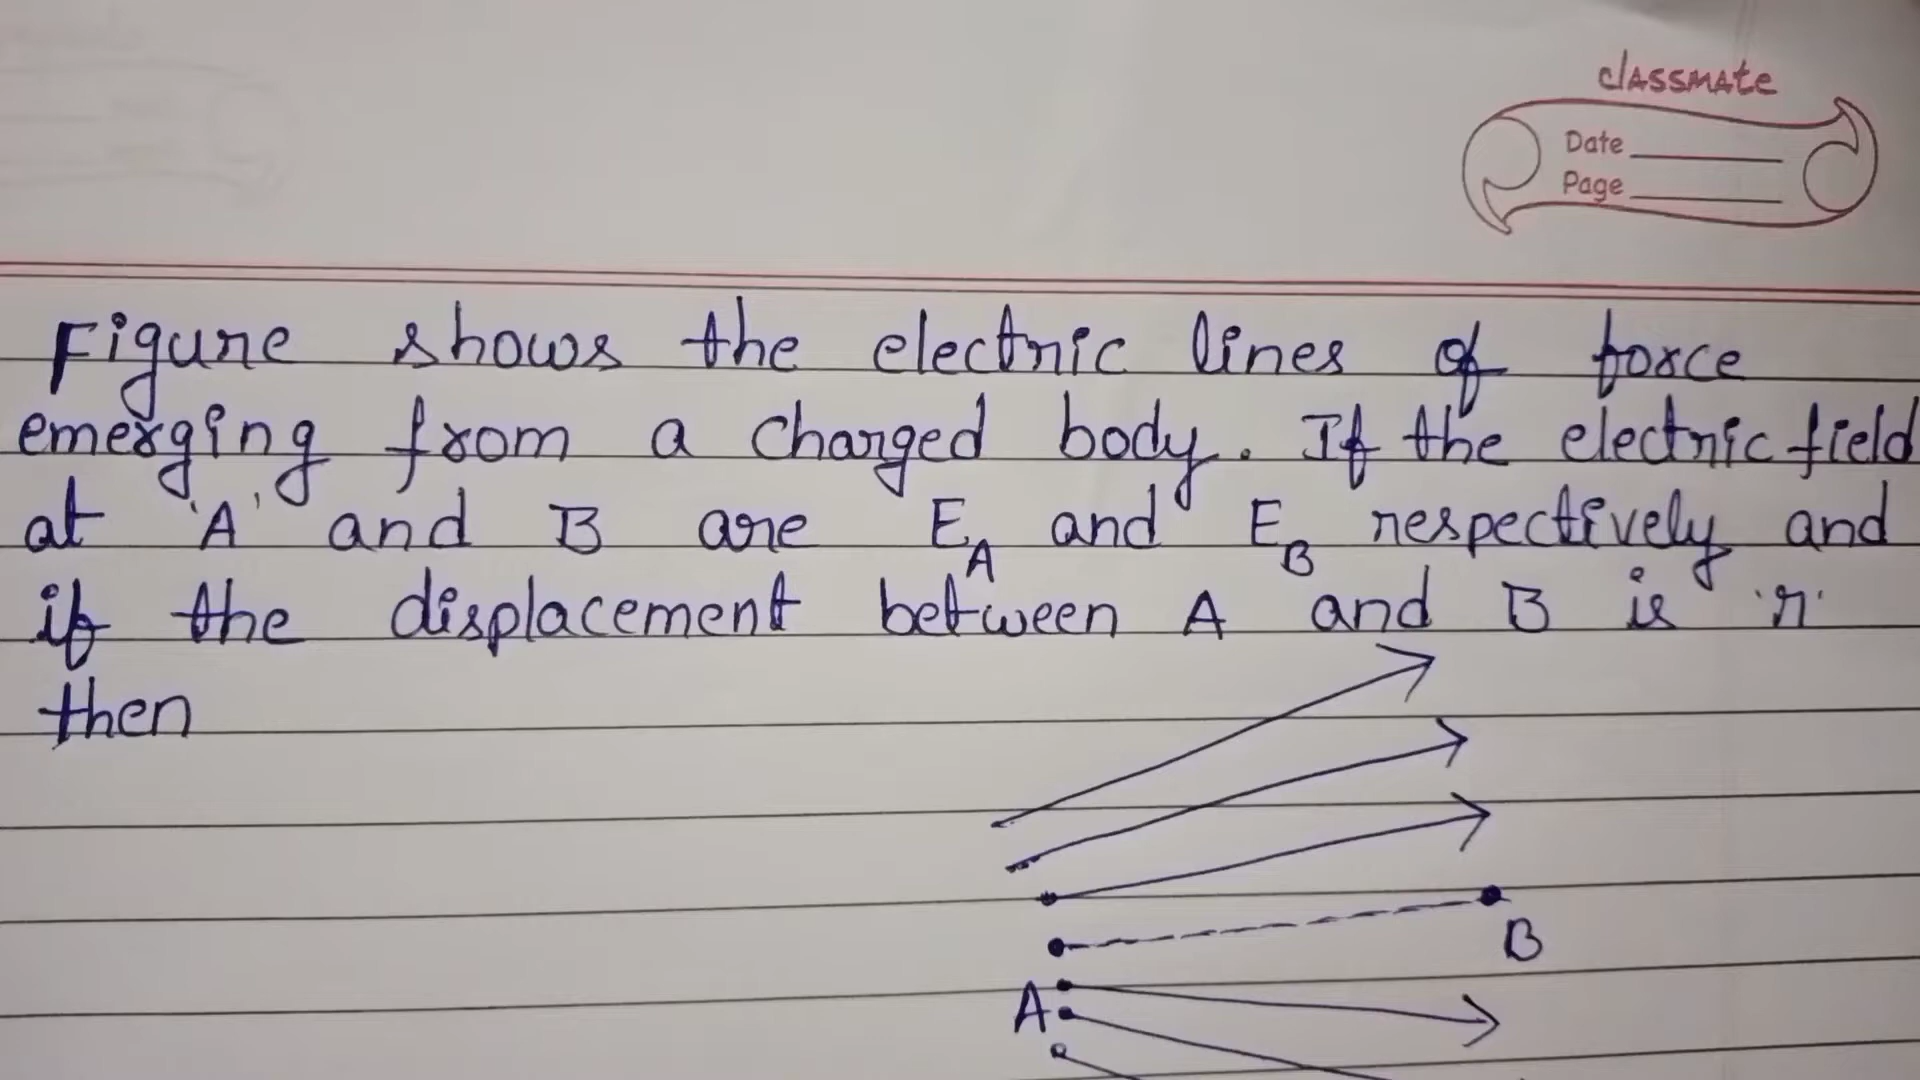 classmate
Date
Page
Figure shows the electric lines of force
emerging from a charged body. If the electric field
at 'A' and B are E_A and E_B respectively and
if the displacement between A and B is 'r'
then
B
A